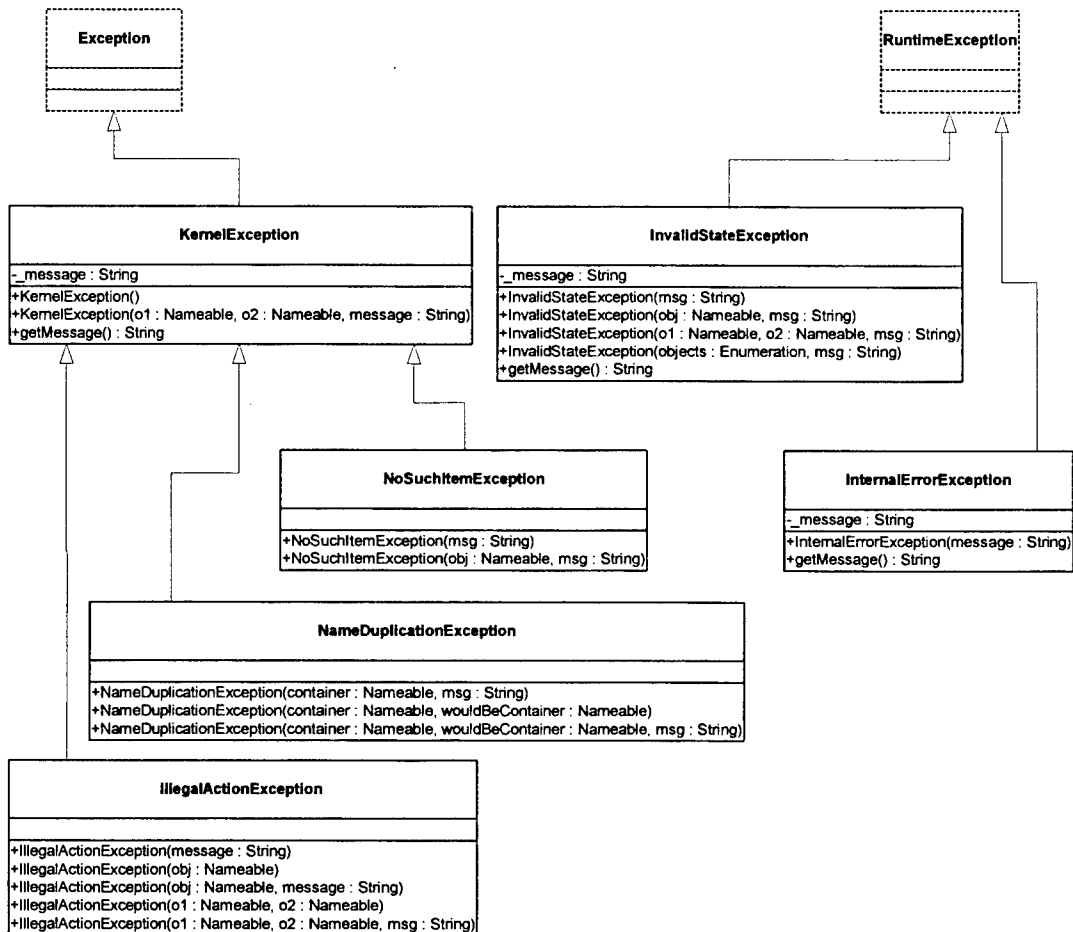 Exception
RuntimeException
KernelException
-_message : String
+KernelException()
+KernelException(o1 : Nameable, o2 : Nameable, message : String)
+getMessage() : String
InvalidStateException
-_message : String
+InvalidStateException(msg : String)
+InvalidStateException(obj : Nameable, msg : String)
+InvalidStateException(o1 : Nameable, o2 : Nameable, msg : String)
+InvalidStateException(objects : Enumeration, msg : String)
+getMessage() : String
NoSuchItemException
+NoSuchItemException(msg : String)
+NoSuchItemException(obj : Nameable, msg : String)
InternalErrorException
-_message : String
+InternalErrorException(message : String)
+getMessage() : String
NameDuplicationException
+NameDuplicationException(container : Nameable, msg : String)
+NameDuplicationException(container : Nameable, wouldBeContainer : Nameable)
+NameDuplicationException(container : Nameable, wouldBeContainer : Nameable, msg : String)
IllegalActionException
+IllegalActionException(message : String)
+IllegalActionException(obj : Nameable)
+IllegalActionException(obj : Nameable, message : String)
+IllegalActionException(o1 : Nameable, o2 : Nameable)
+IllegalActionException(o1 : Nameable, o2 : Nameable, msg : String)